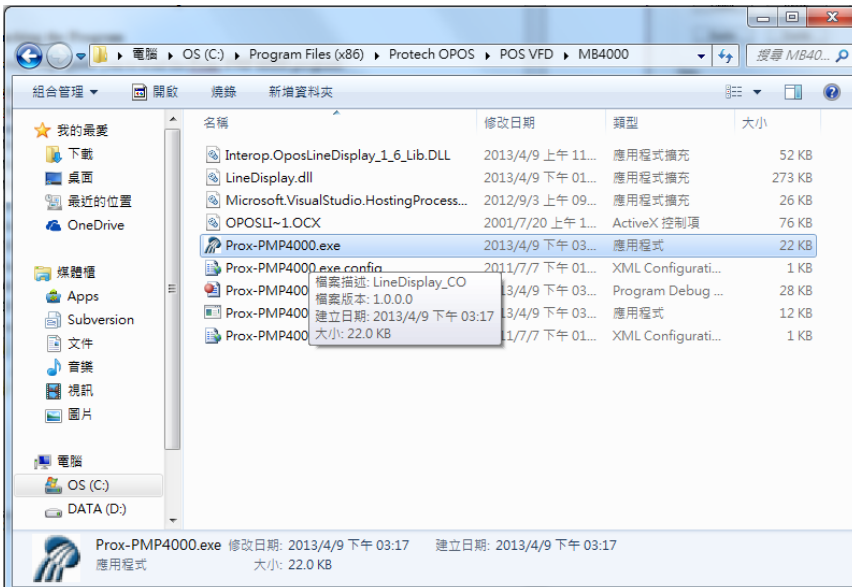 電腦 ▸ OS (C:) ▸ Program Files (x86) ▸ Protech OPOS ▸ POS VFD ▸ MB4000
搜尋 MB40...
組合管理 開啟 燒錄 新增資料夾
名稱 修改日期 類型 大小
我的最愛
下載
桌面
最近的位置
OneDrive
媒體櫃
Apps
Subversion
文件
音樂
視訊
圖片
電腦
OS (C:)
DATA (D:)
Interop.OposLineDisplay_1_6_Lib.DLL 2013/4/9 上午 11... 應用程式擴充 52 KB
LineDisplay.dll 2013/4/9 下午 01... 應用程式擴充 273 KB
Microsoft.VisualStudio.HostingProcess... 2012/9/3 上午 09... 應用程式擴充 26 KB
OPOSLI~1.OCX 2001/7/20 上午 1... ActiveX 控制項 76 KB
Prox-PMP4000.exe 2013/4/9 下午 03... 應用程式 22 KB
Prox-PMP4000.exe.config 2011/7/7 下午 01... XML Configurati... 1 KB
Prox-PMP400 13/4/9 下午 03... Program Debug ... 28 KB
Prox-PMP400 13/4/9 下午 03... 應用程式 12 KB
Prox-PMP400 11/7/7 下午 01... XML Configurati... 1 KB
檔案描述: LineDisplay_CO
檔案版本: 1.0.0.0
建立日期: 2013/4/9 下午 03:17
大小: 22.0 KB
Prox-PMP4000.exe 修改日期: 2013/4/9 下午 03:17 建立日期: 2013/4/9 下午 03:17
應用程式 大小: 22.0 KB